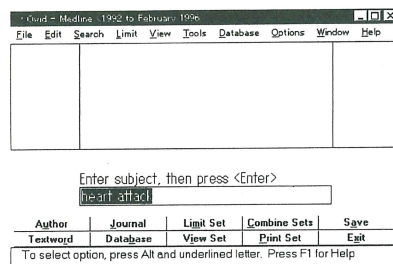 Ovid - Medline <1992 to February 1996
File Edit Search Limit View Tools Database Options Window Help
Enter subject, then press <Enter>
heart attack
Author Journal Limit Set Combine Sets Save
Textword Database View Set Print Set Exit
To select option, press Alt and underlined letter. Press F1 for Help